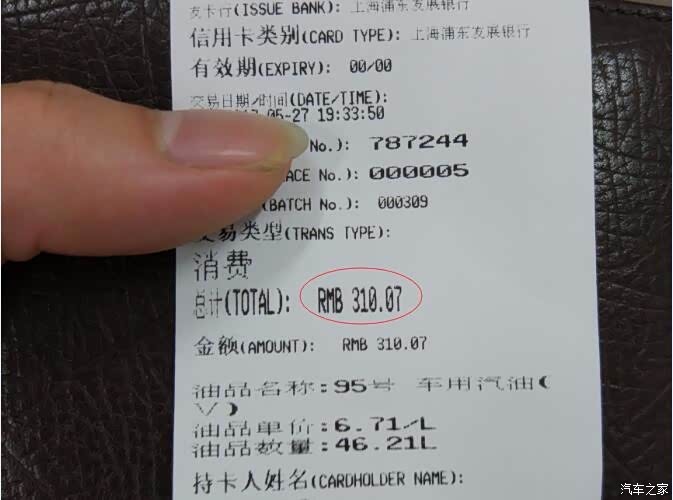 发卡行(ISSUE BANK): 上海浦东发展银行
信用卡类别(CARD TYPE): 上海浦东发展银行
有效期(EXPIRY): 00/00
交易日期/时间(DATE/TIME):
05-27 19:33:50
No.): 787244
No.): 000005
(BATCH No.): 000309
交易类型(TRANS TYPE):
消费
总计(TOTAL): RMB 310.07
金额(AMOUNT): RMB 310.07
油品名称:95号 车用汽油(
V)
油品单价:6.71/L
油品数量:46.21L
持卡人姓名(CARDHOLDER NAME):
汽车之家